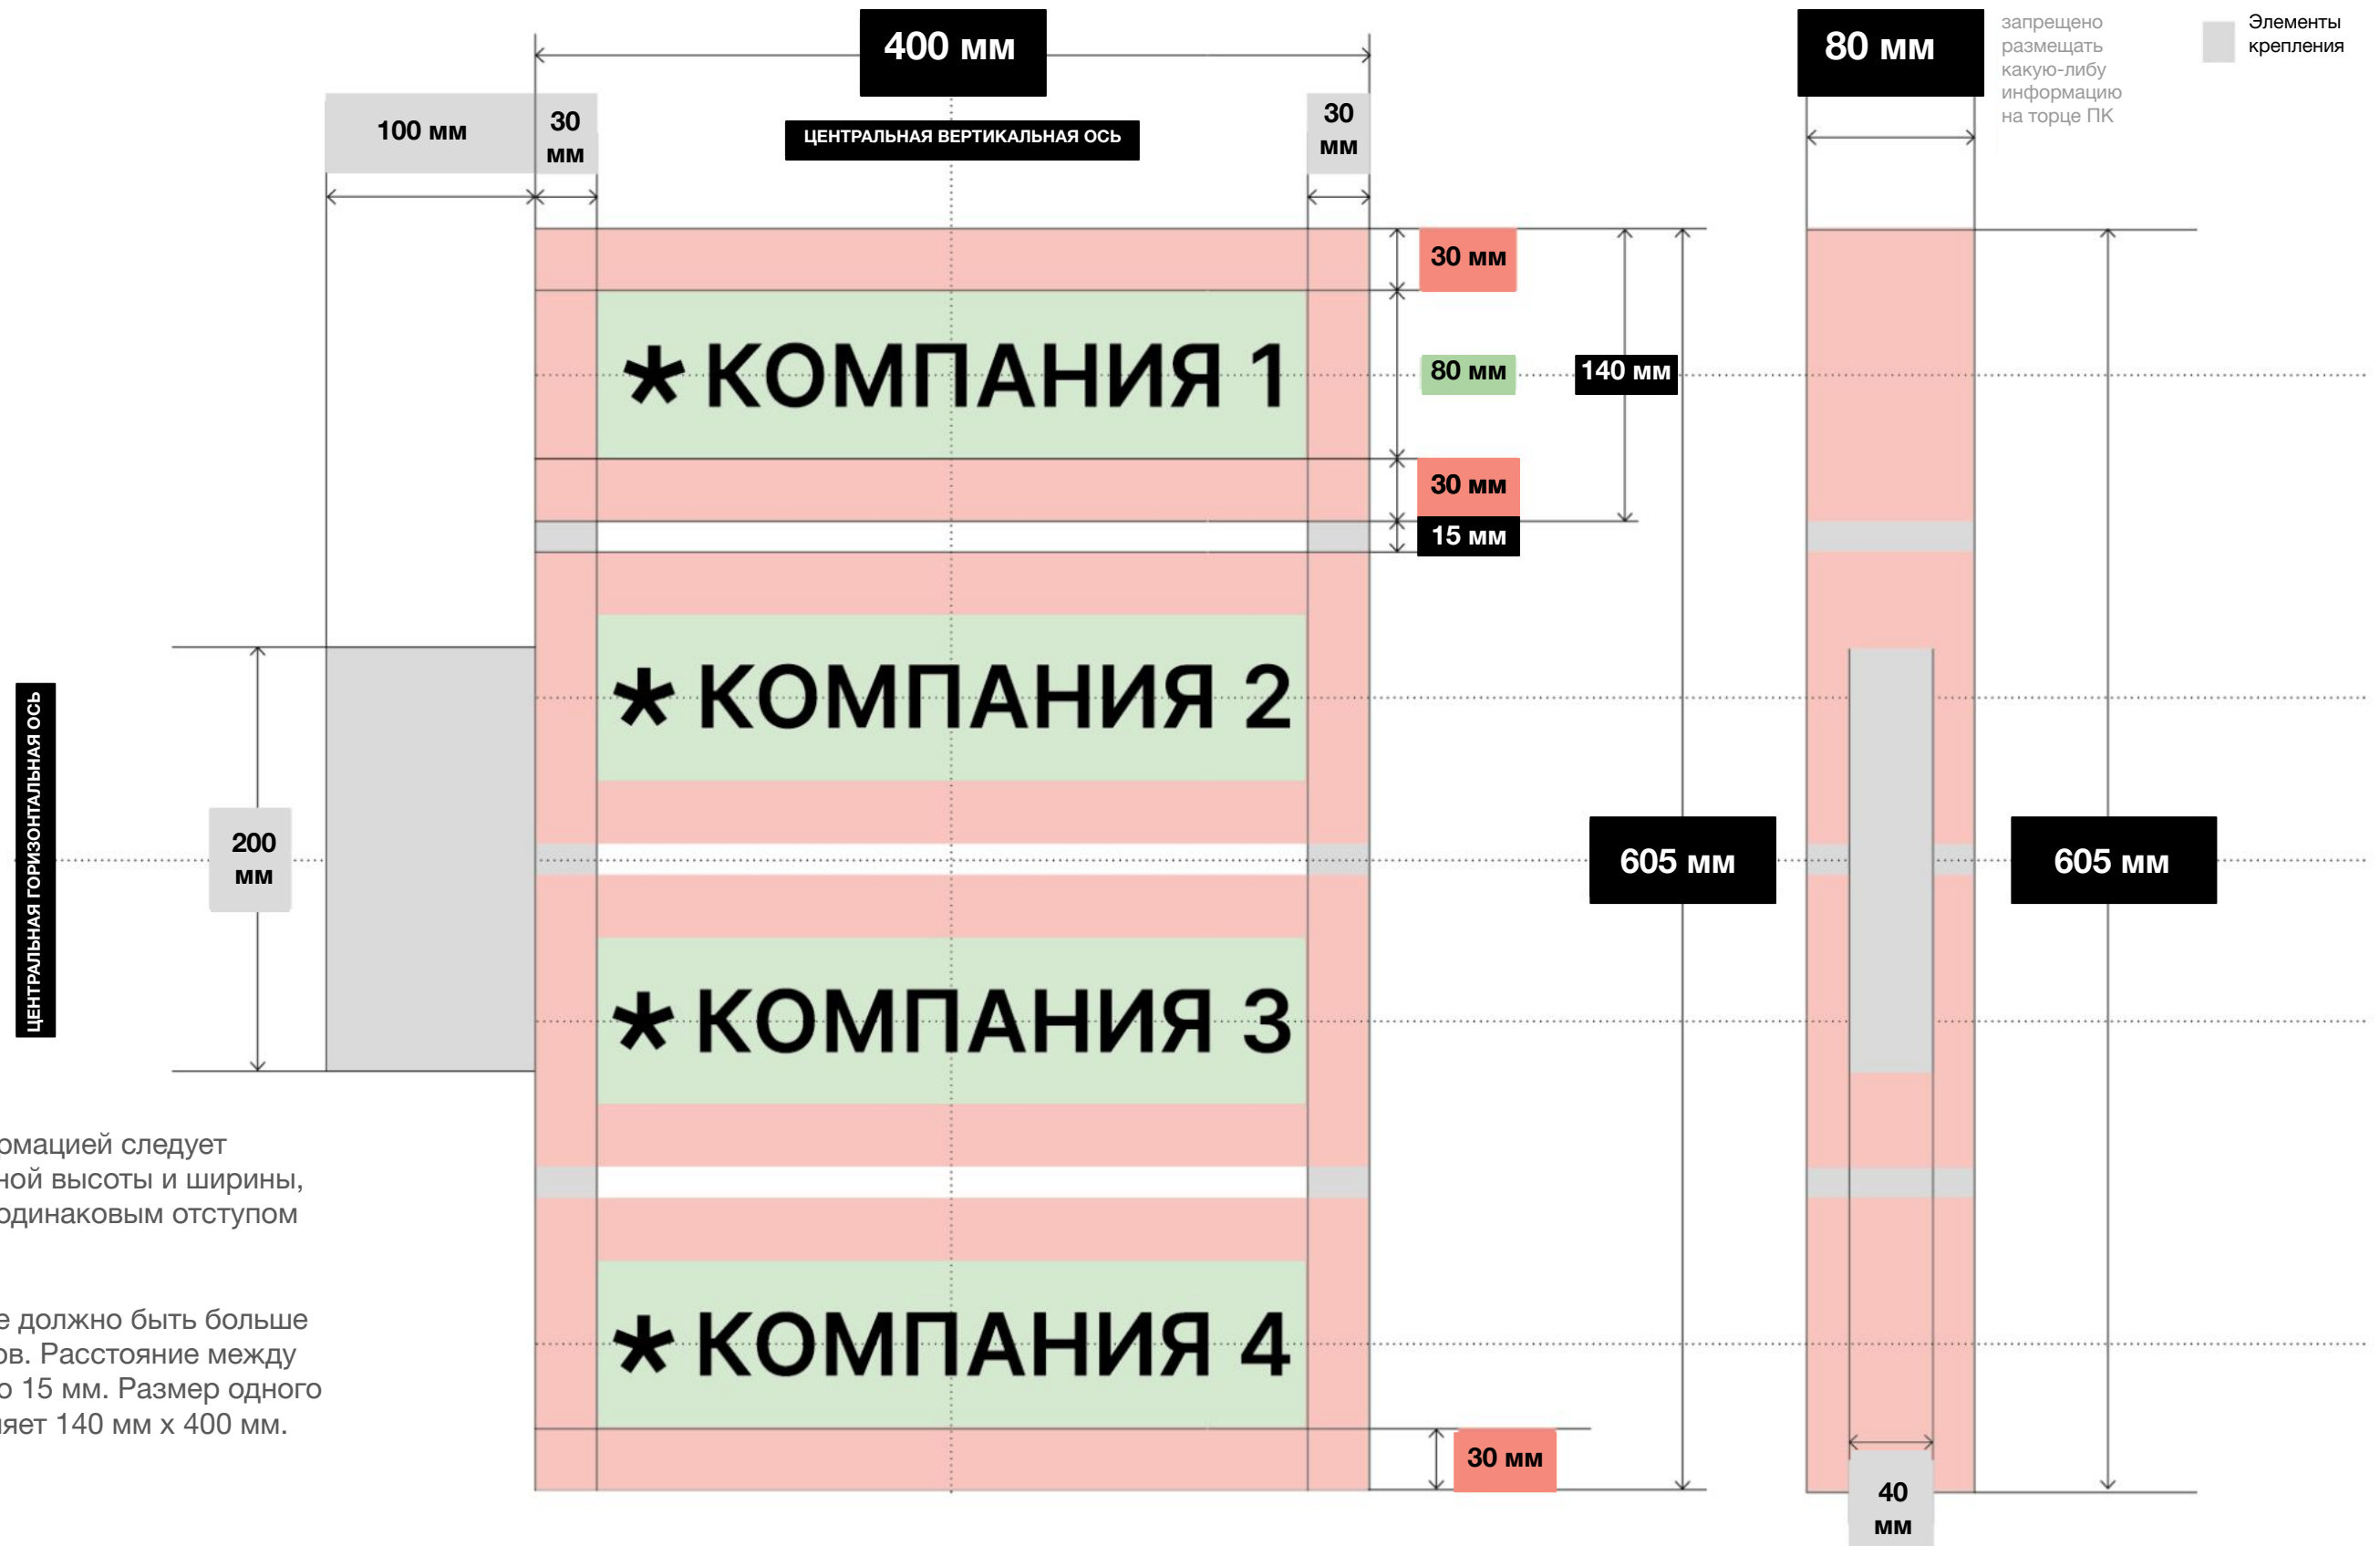 400 мм
80 мм
запрещено
размещать
какую-либу
информацию
на торце ПК
Элементы
крепления
100 мм
30
мм
ЦЕНТРАЛЬНАЯ ВЕРТИКАЛЬНАЯ ОСЬ
30
мм
30 мм
* КОМПАНИЯ 1
80 мм
140 мм
30 мм
15 мм
* КОМПАНИЯ 2
ЦЕНТРАЛЬНАЯ ГОРИЗОНТАЛЬНАЯ ОСЬ
200
мм
605 мм
605 мм
* КОМПАНИЯ 3
рмацией следует
ной высоты и ширины,
одинаковым отступом
* КОМПАНИЯ 4
е должно быть больше
ов. Расстояние между
о 15 мм. Размер одного
яет 140 мм х 400 мм.
30 мм
40
мм